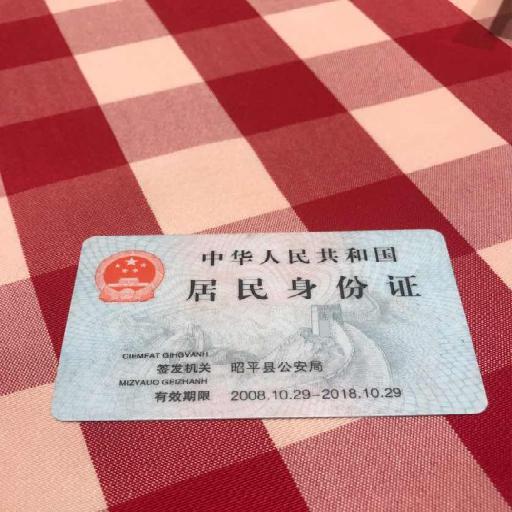 中华人民共和国
居民身份证
CIEMFAT GIHGVANH
签发机关 昭平县公安局
MIZYAUQ GEIZHANH
有效期限 2008.10.29-2018.10.29